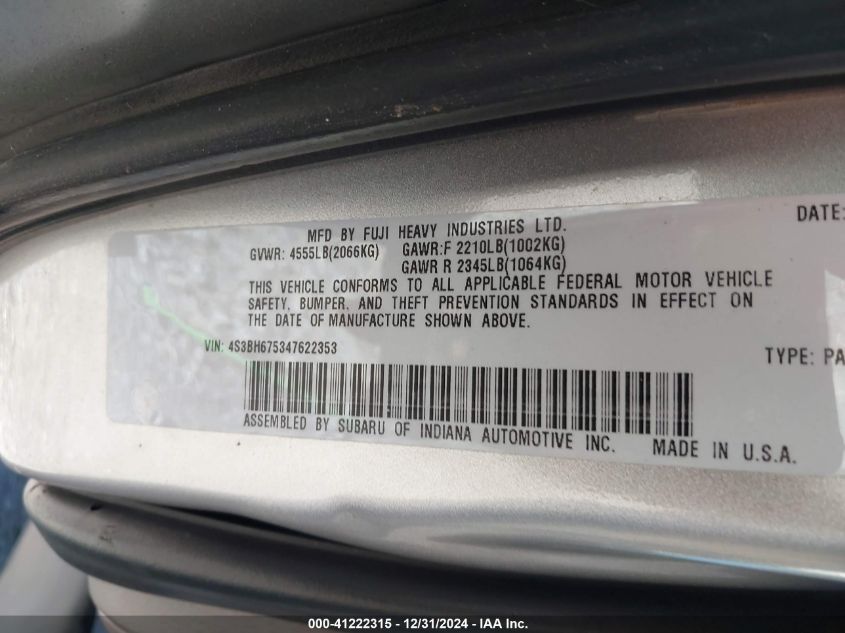 DATE:
MFD BY FUJI HEAVY INDUSTRIES LTD.
GVWR: 4555LB(2066KG) GAWR:F 2210LB(1002KG)
GAWR R 2345LB(1064KG)
THIS VEHICLE CONFORMS TO ALL APPLICABLE FEDERAL MOTOR VEHICLE
SAFETY, BUMPER, AND THEFT PREVENTION STANDARDS IN EFFECT ON
THE DATE OF MANUFACTURE SHOWN ABOVE.
VIN: 4S3BH675347622353
TYPE: PA
ASSEMBLED BY SUBARU OF INDIANA AUTOMOTIVE INC. MADE IN U.S.A.
000-41222315 - 12/31/2024 - IAA Inc.